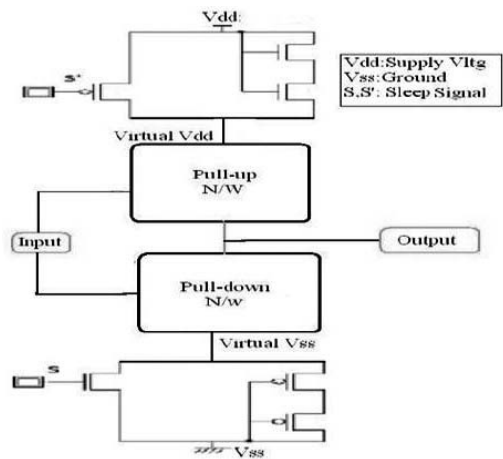 Vdd:
Vdd:Supply Vltg
Vss:Ground
S,S': Sleep Signal
S'
Virtual Vdd
Pull-up
N/W
Input
Output
Pull-down
N/w
Virtual Vss
S
Vss